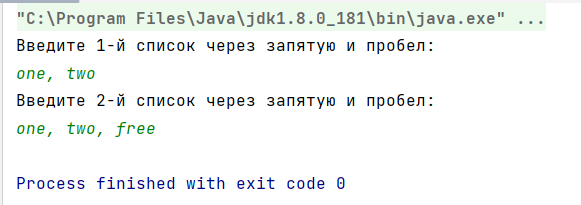 "C:\Program Files\Java\jdk1.8.0_181\bin\java.exe" ...
Введите 1-й список через запятую и пробел:
one, two
Введите 2-й список через запятую и пробел:
one, two, free
Process finished with exit code 0